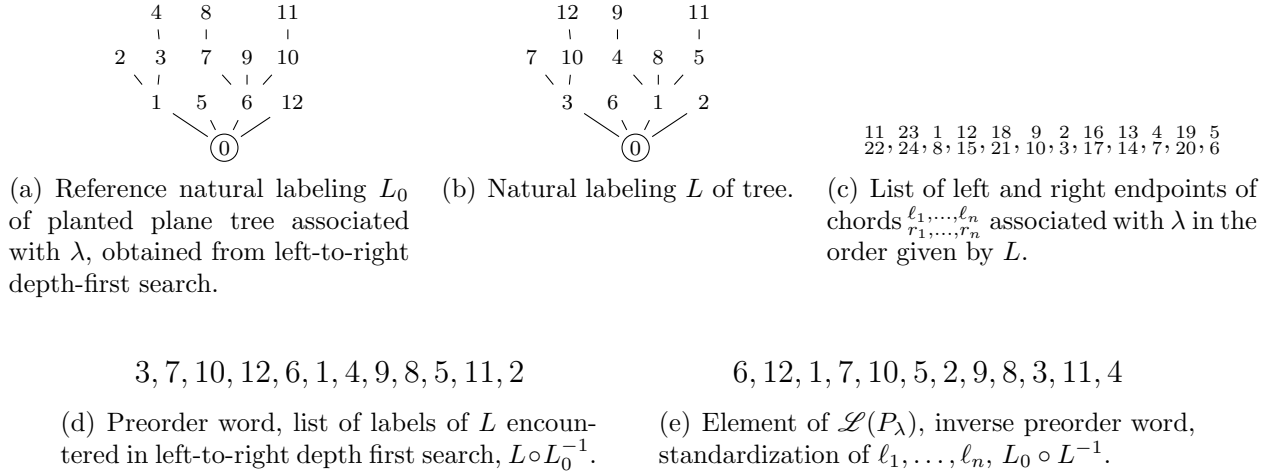 4 8 11
2 3 7 9 10
1 5 6 12
0
(a) Reference natural labeling L₀
of planted plane tree associated
with λ, obtained from left-to-right
depth-first search.
12 9 11
7 10 4 8 5
3 6 1 2
0
(b) Natural labeling L of tree.
11 23 1 12 18 9 2 16 13 4 19 5
22, 24, 8, 15, 21, 10, 3, 17, 14, 7, 20, 6
(c) List of left and right endpoints of
chords ℓ₁,...,ℓₙ r₁,...,rₙ associated with λ in the
order given by L.
3, 7, 10, 12, 6, 1, 4, 9, 8, 5, 11, 2
(d) Preorder word, list of labels of L encoun-
tered in left-to-right depth first search, L∘L₀⁻¹.
6, 12, 1, 7, 10, 5, 2, 9, 8, 3, 11, 4
(e) Element of ℒ(P_λ), inverse preorder word,
standardization of ℓ₁, . . . , ℓₙ, L₀ ∘ L⁻¹.